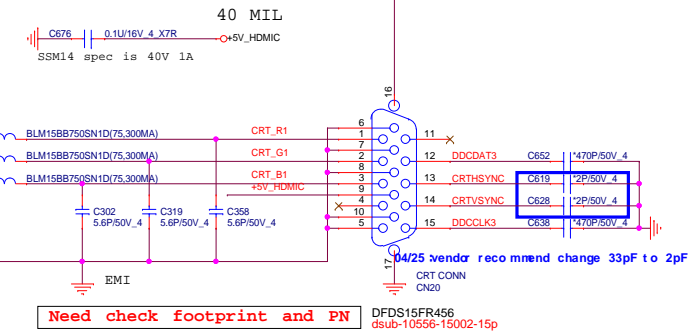 40 MIL
C676 0.1U/16V_4_X7R +5V_HDMIC
SSM14 spec is 40V 1A
16
6
BLM15BB750SN1D(75,300MA) CRT_R1 1 11
7
BLM15BB750SN1D(75,300MA) CRT_G1 2 12 DDCDAT3 C652 *470P/50V_4
8
BLM15BB750SN1D(75,300MA) CRT_B1 3 13 CRTHSYNC C619 *2P/50V_4
+5V_HDMIC 9
4 14 CRTVSYNC C628 *2P/50V_4
C302 C319 C358 10
5.6P/50V_4 5.6P/50V_4 5.6P/50V_4 5 15 DDCCLK3 C638 *470P/50V_4
04/25 :vendor recommend change 33pF to 2pF
17
EMI CRT CONN
CN20
Need check footprint and PN DFDS15FR456
dsub-10556-15002-15p